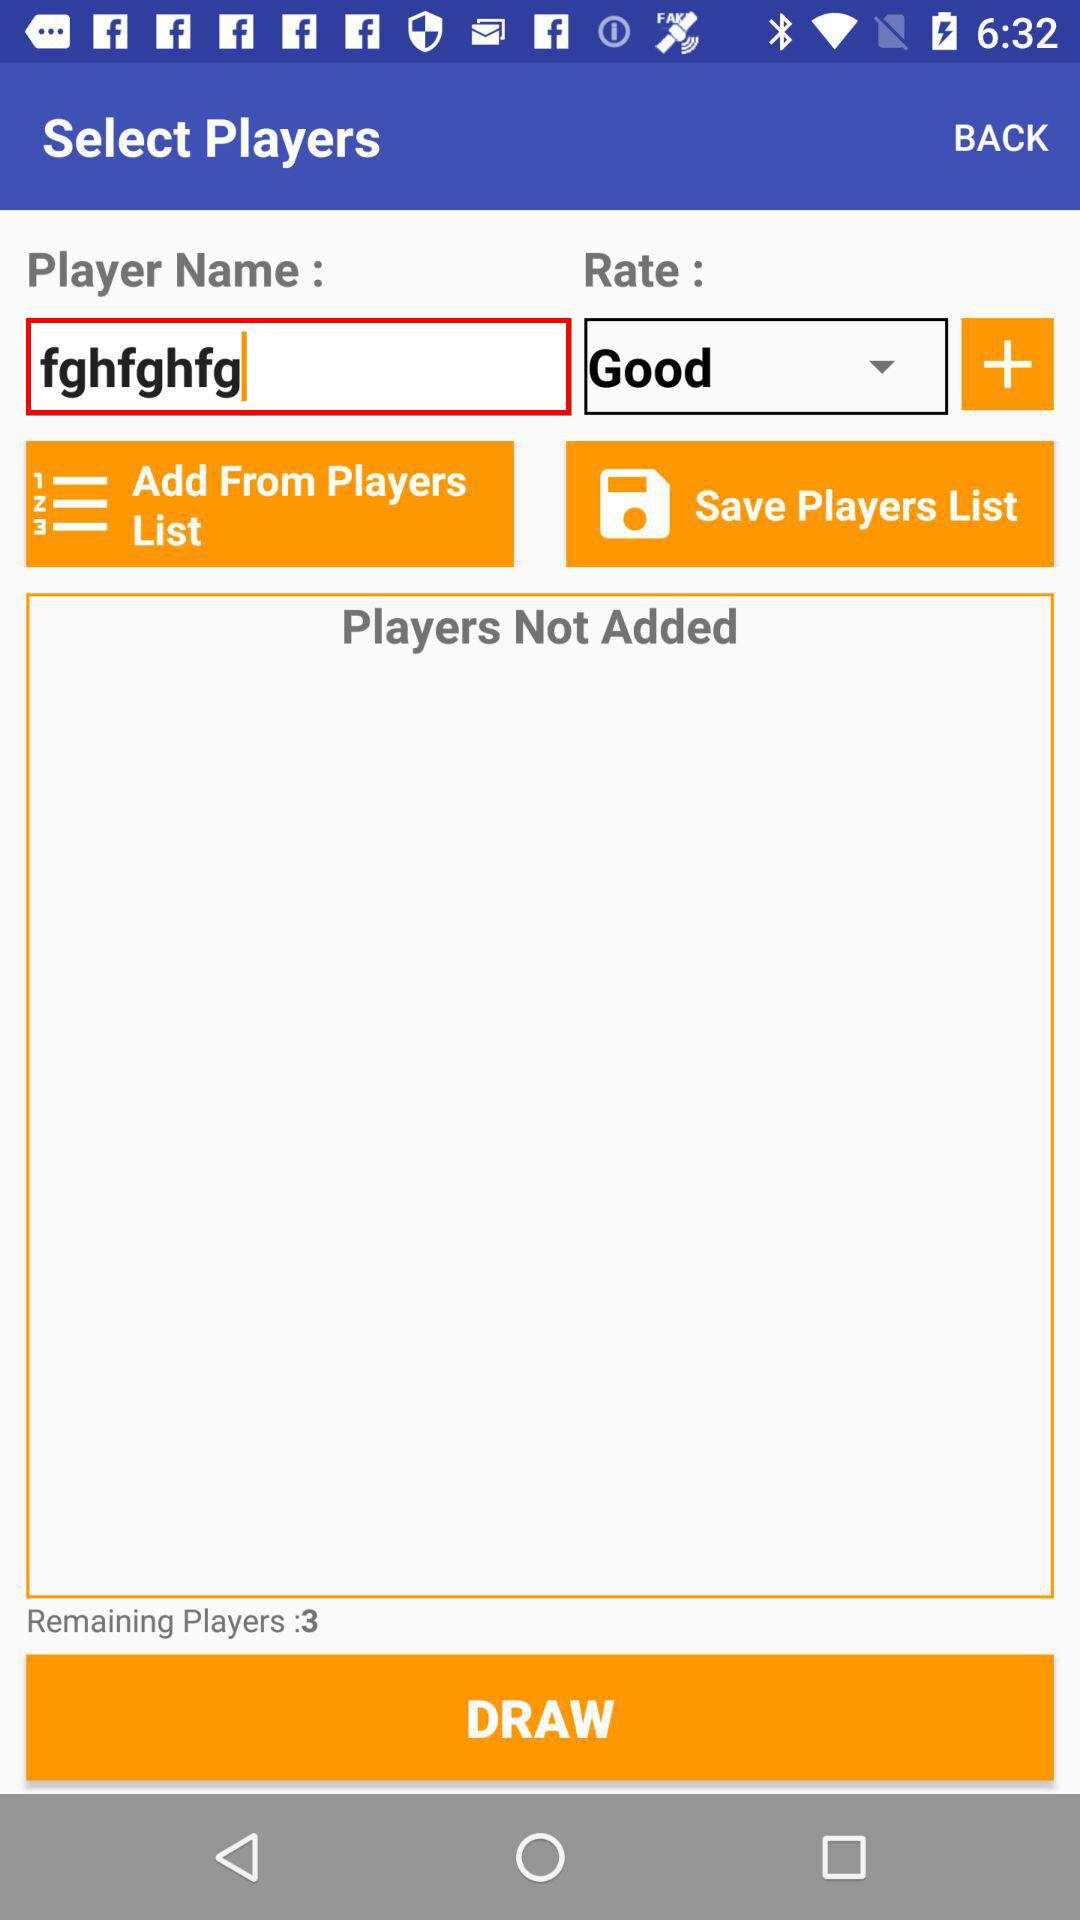 FAKE 6:32
Select Players BACK
Player Name : Rate :
fghfghfg Good
Add From Players
List
Save Players List
Players Not Added
Remaining Players :3
DRAW